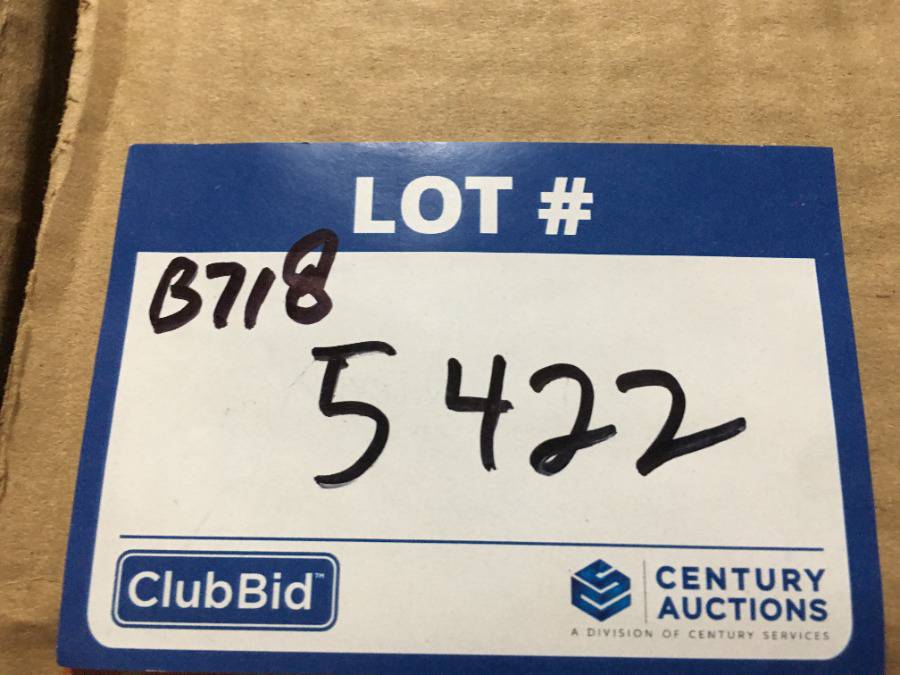 LOT #
B718
5422
ClubBid™
CENTURY
AUCTIONS
A DIVISION OF CENTURY SERVICES